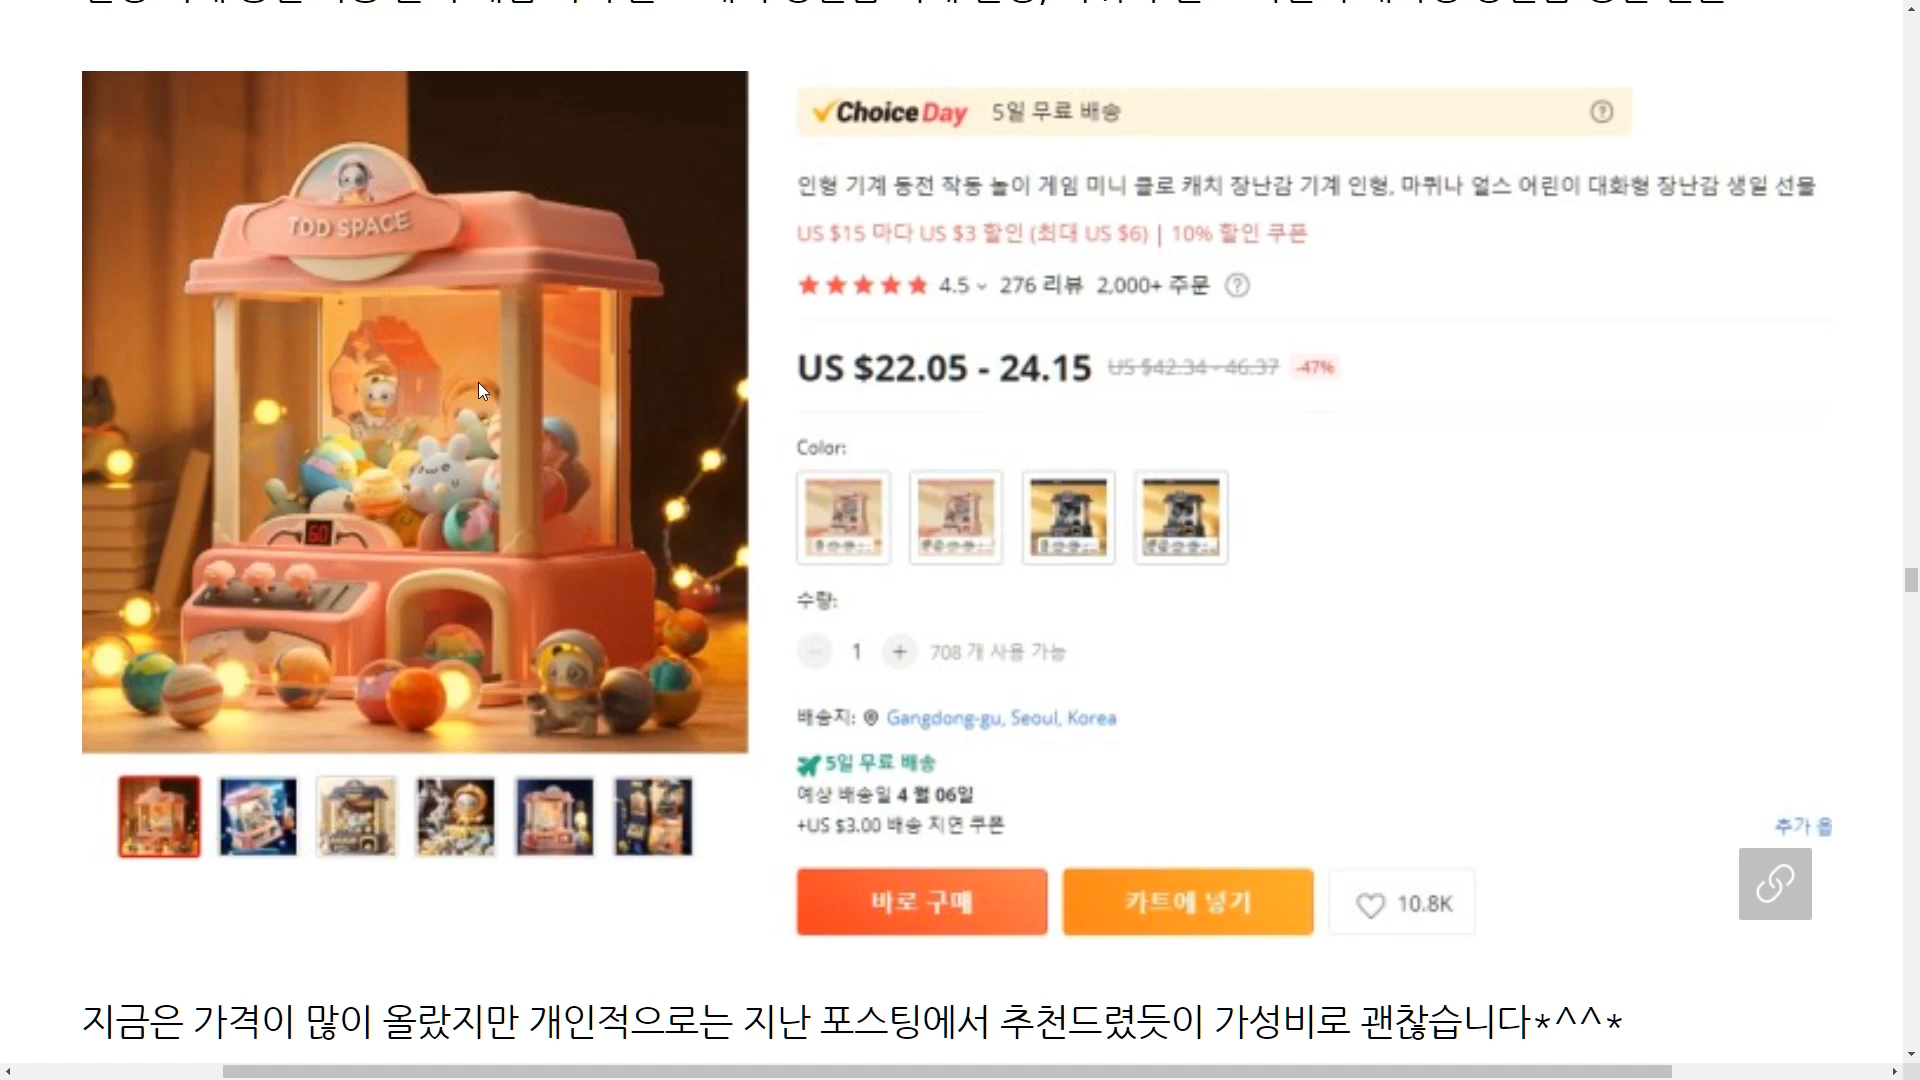 TDD SPACE
60
Choice Day 5일 무료 배송
인형 기계 동전 작동 놀이 게임 미니 클로 캐치 장난감 기계 인형, 마퀴나 얼스 어린이 대화형 장난감 생일 선물
US $15 마다 US $3 할인 (최대 US $6) | 10% 할인 쿠폰
4.5 276 리뷰 2,000+ 주문
US $22.05 - 24.15 US $42.34 - 46.37 -47%
Color:
수량:
1 708 개 사용 가능
배송지: Gangdong-gu, Seoul, Korea
5일 무료 배송
예상 배송일 4 월 06일
+US $3.00 배송 지연 쿠폰
추가 옵
바로 구매 카트에 넣기 10.8K
지금은 가격이 많이 올랐지만 개인적으로는 지난 포스팅에서 추천드렸듯이 가성비로 괜찮습니다*^^*